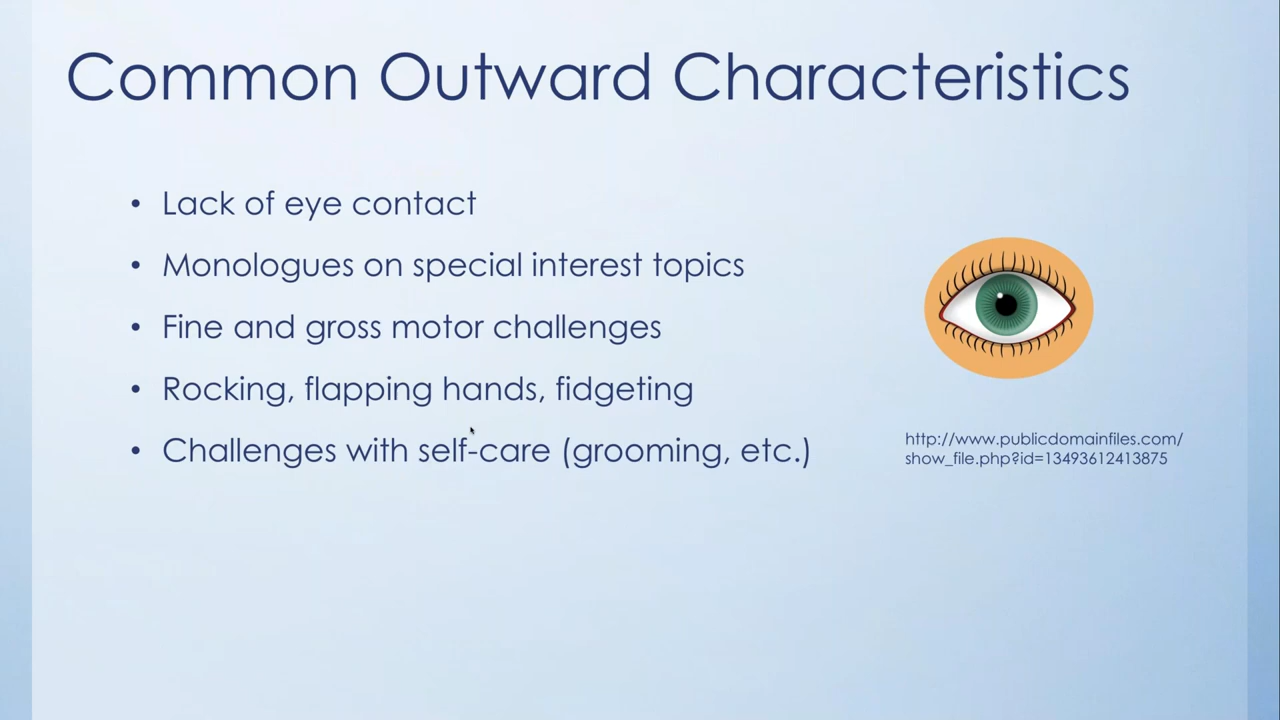 Common Outward Characteristics
• Lack of eye contact
• Monologues on special interest topics
• Fine and gross motor challenges
• Rocking, flapping hands, fidgeting
• Challenges with self-care (grooming, etc.)
http://www.publicdomainfiles.com/
show_file.php?id=13493612413875